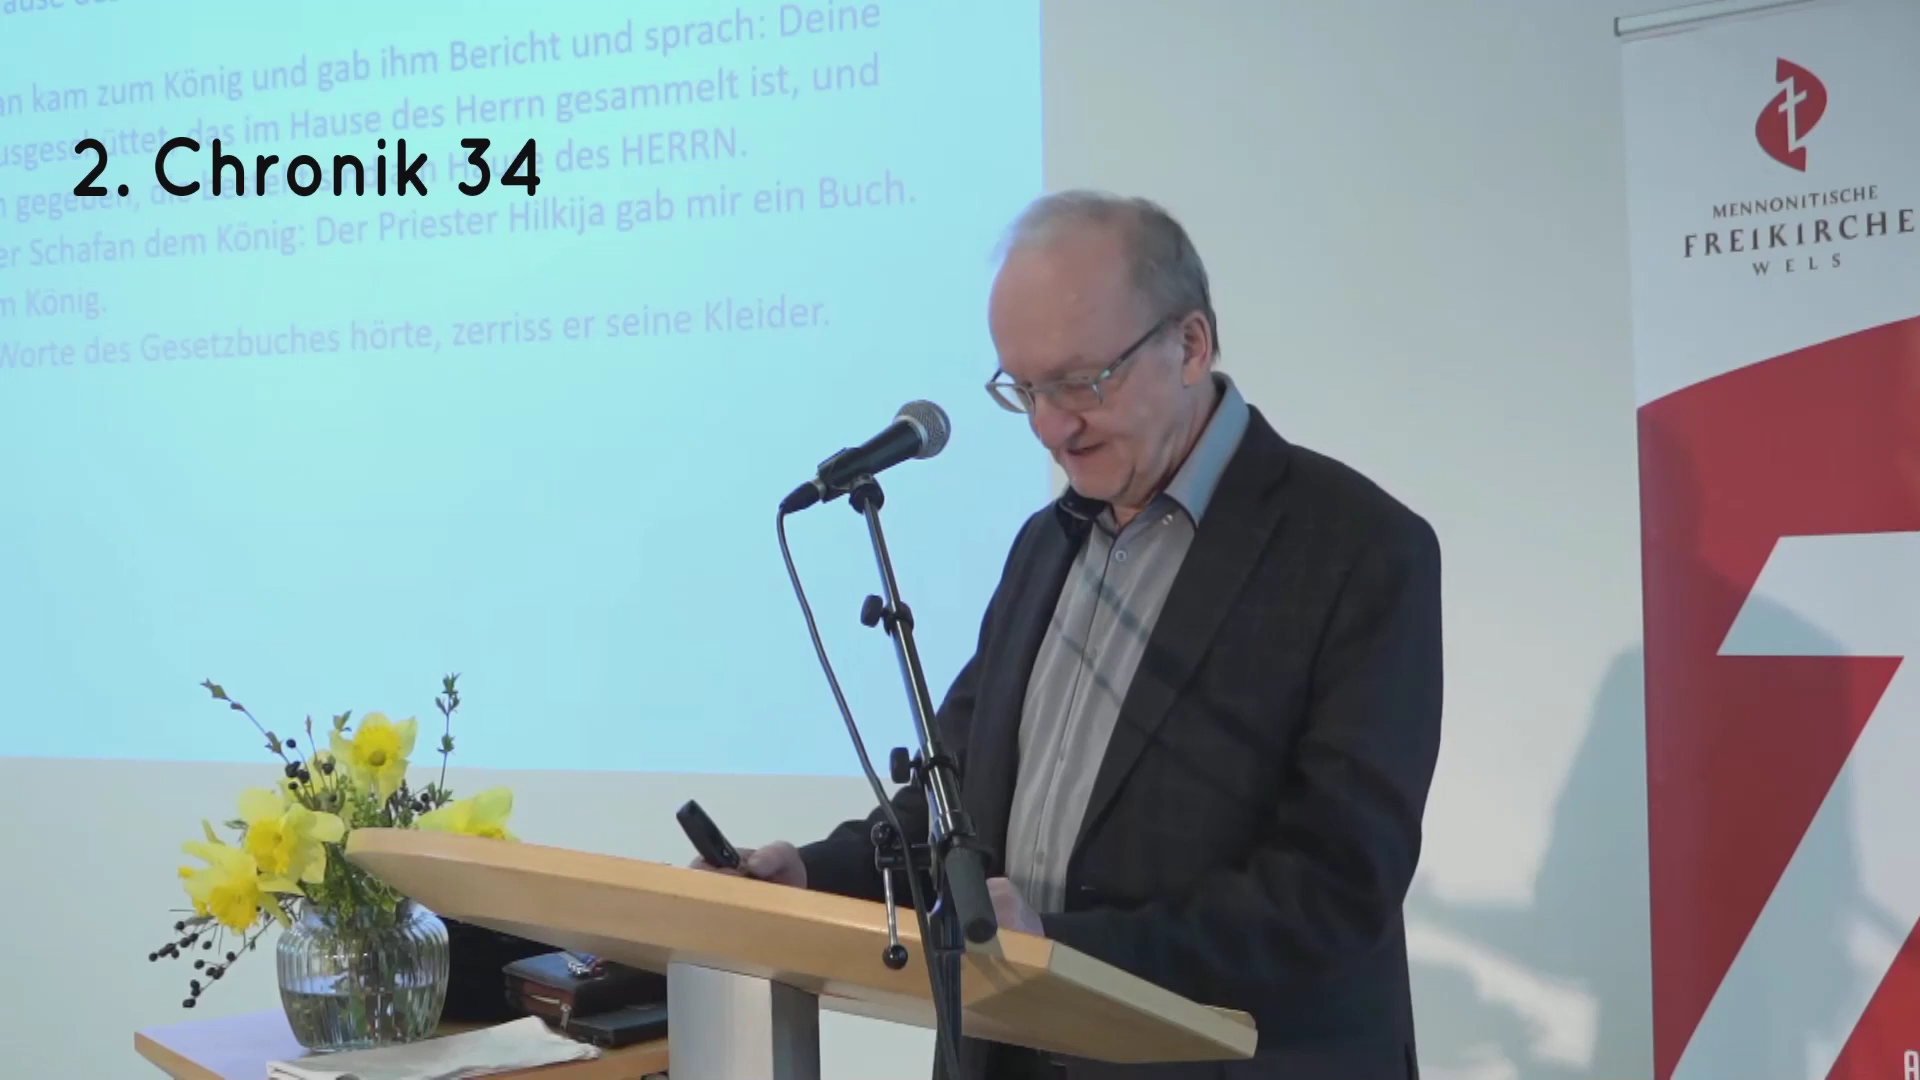 an kam zum König und gab ihm Bericht und sprach: Deine
usgeschüttet, das im Hause des Herrn gesammelt ist, und
gegeben, die des HERRN.
er Schafan dem König: Der Priester Hilkija gab mir ein Buch.
m König.
Worte des Gesetzbuches hörte, zerriss er seine Kleider.
2. Chronik 34
MENNONITISCHE
FREIKIRCHE
WELS